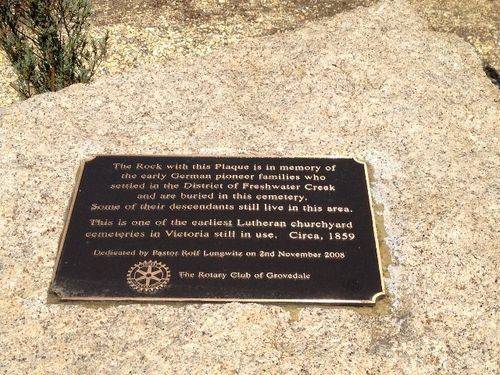 The Rock with this Plaque is in memory of
the early German pioneer families who
settled in the District of Freshwater Creek
and are buried in this cemetery.
Some of their descendants still live in this area.
This is one of the earliest Lutheran churchyard
cemeteries in Victoria still in use. Circa, 1859
Dedicated by Pastor Rolf Lungwitz on 2nd November 2008
The Rotary Club of Grovedale